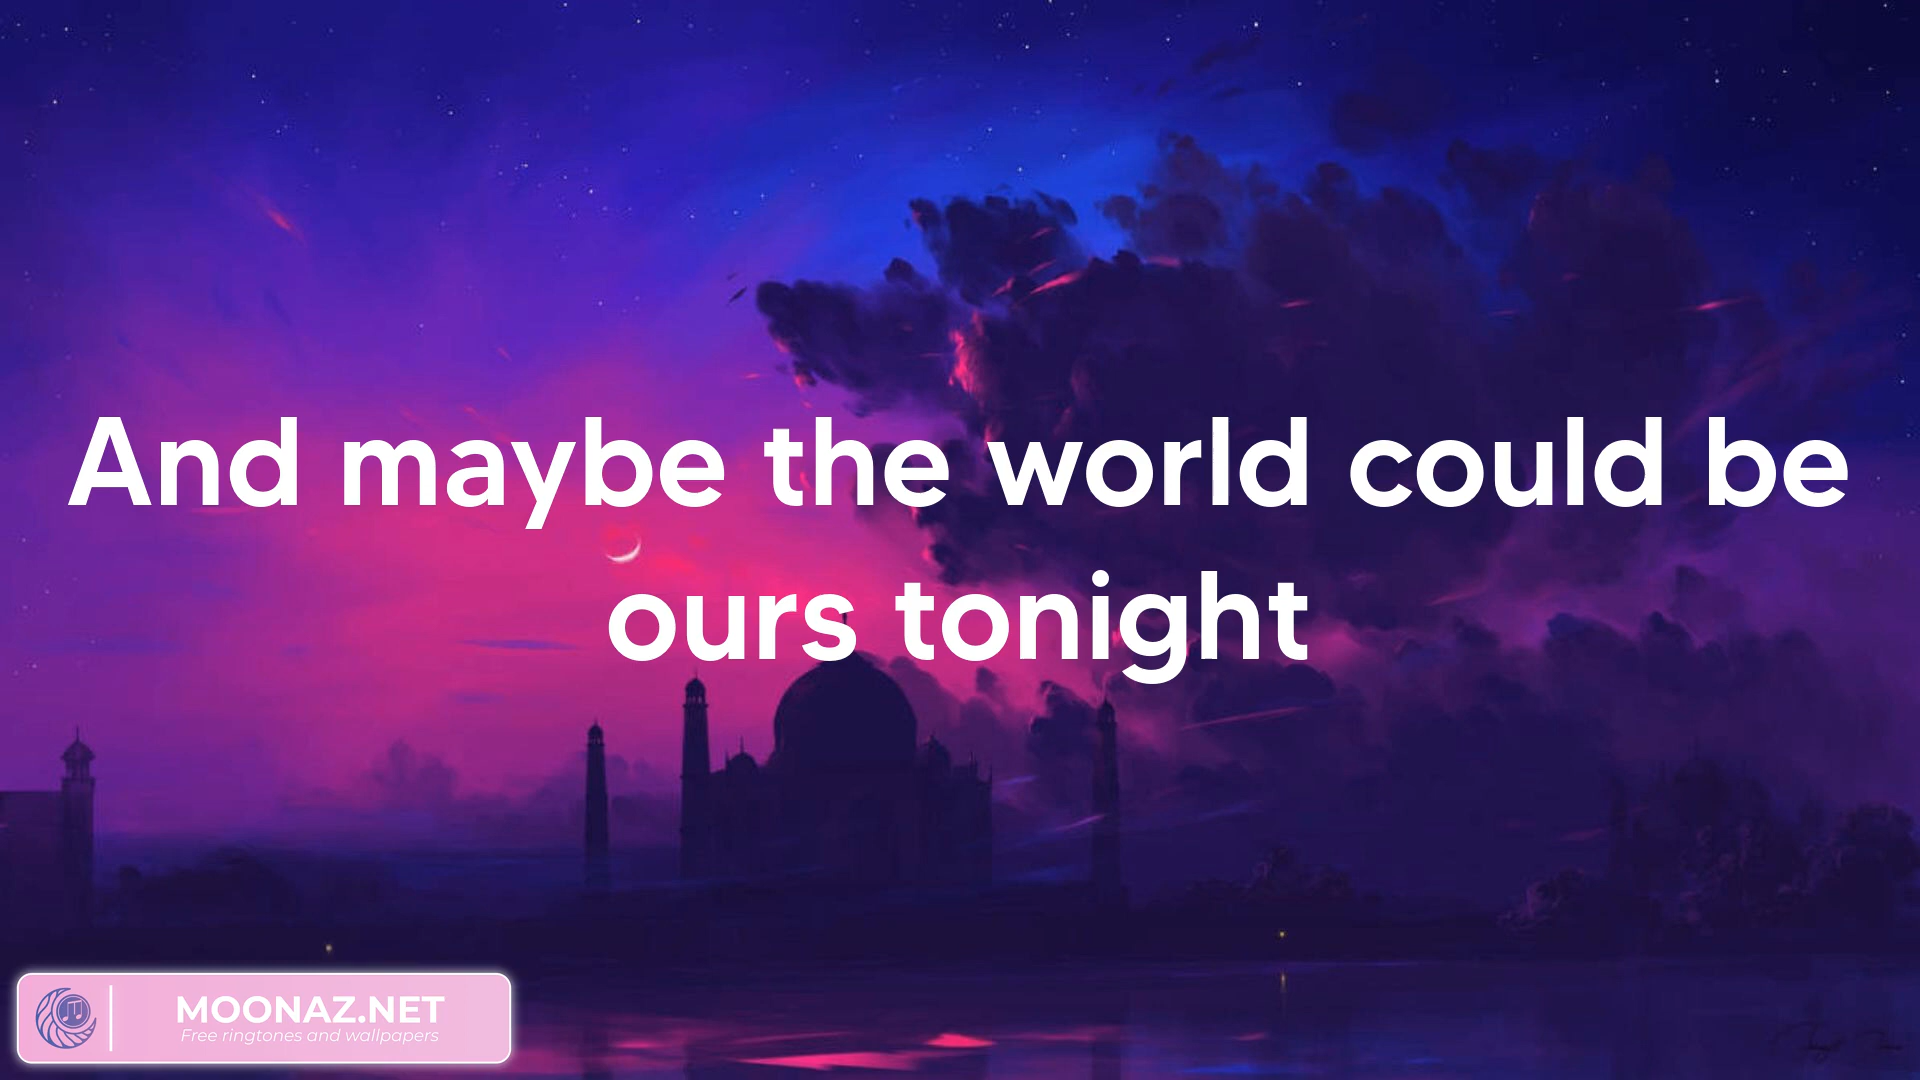 And maybe the world could be
ours tonight
MOONAZ.NET
Free ringtones and wallpapers